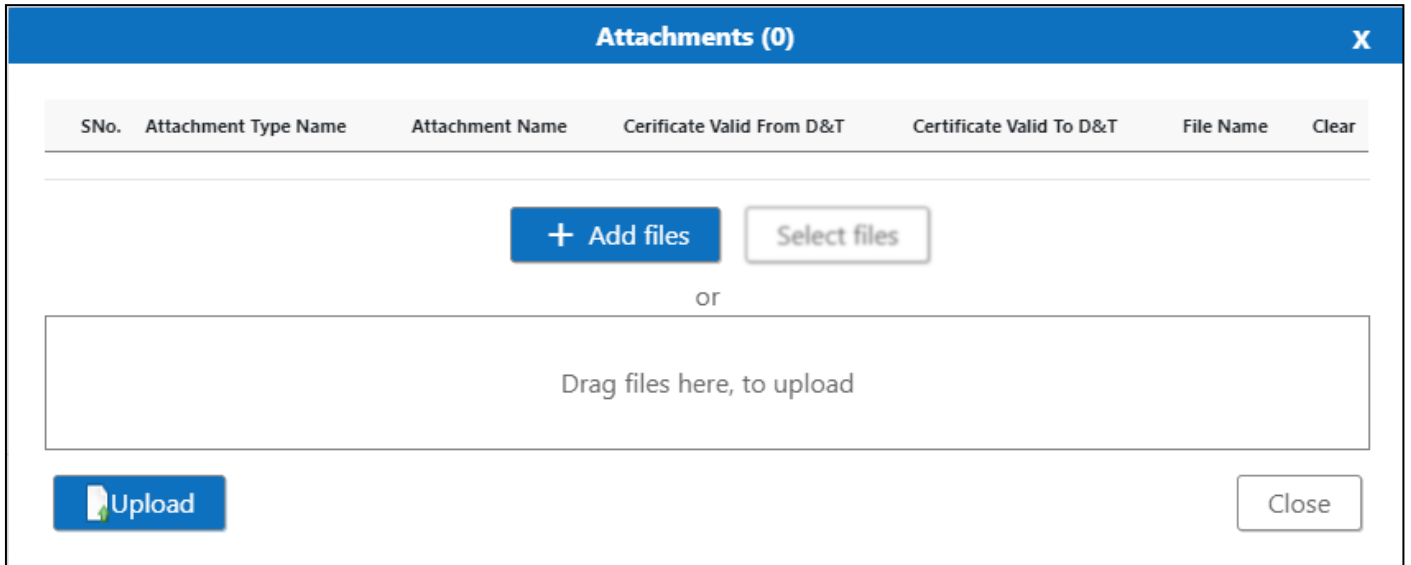 Attachments (0) X
SNo. Attachment Type Name Attachment Name Cerificate Valid From D&T Certificate Valid To D&T File Name Clear
+ Add files Select files
or
Drag files here, to upload
Upload Close